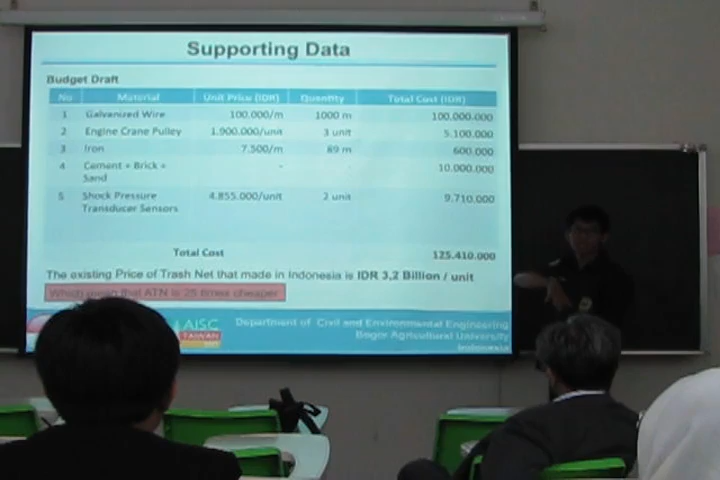 Supporting Data
Budget Draft
No Material Unit Price (IDR) Quantity Total Cost (IDR)
1 Galvanized Wire 100.000/m 1000 m 100.000.000
2 Engine Crane Pulley 1.900.000/unit 3 unit 5.100.000
3 Iron 7.500/m 89 m 600.000
4 Cement + Brick + - 10.000.000
Sand
5 Shock Pressure 4.855.000/unit 2 unit 9.710.000
Transducer Sensors
Total Cost 125.410.000
The existing Price of Trash Net that made in Indonesia is IDR 3,2 Billion / unit
Which mean that ATN is 25 times cheaper
AISC Department of Civil and Environmental Engineering
TAIWAN Bogor Agricultural University
Indonesia